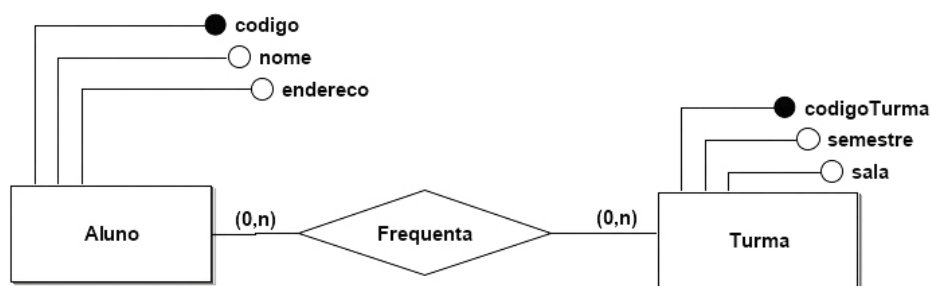 codigo
nome
endereco
codigoTurma
semestre
sala
(0,n)
(0,n)
Aluno
Frequenta
Turma